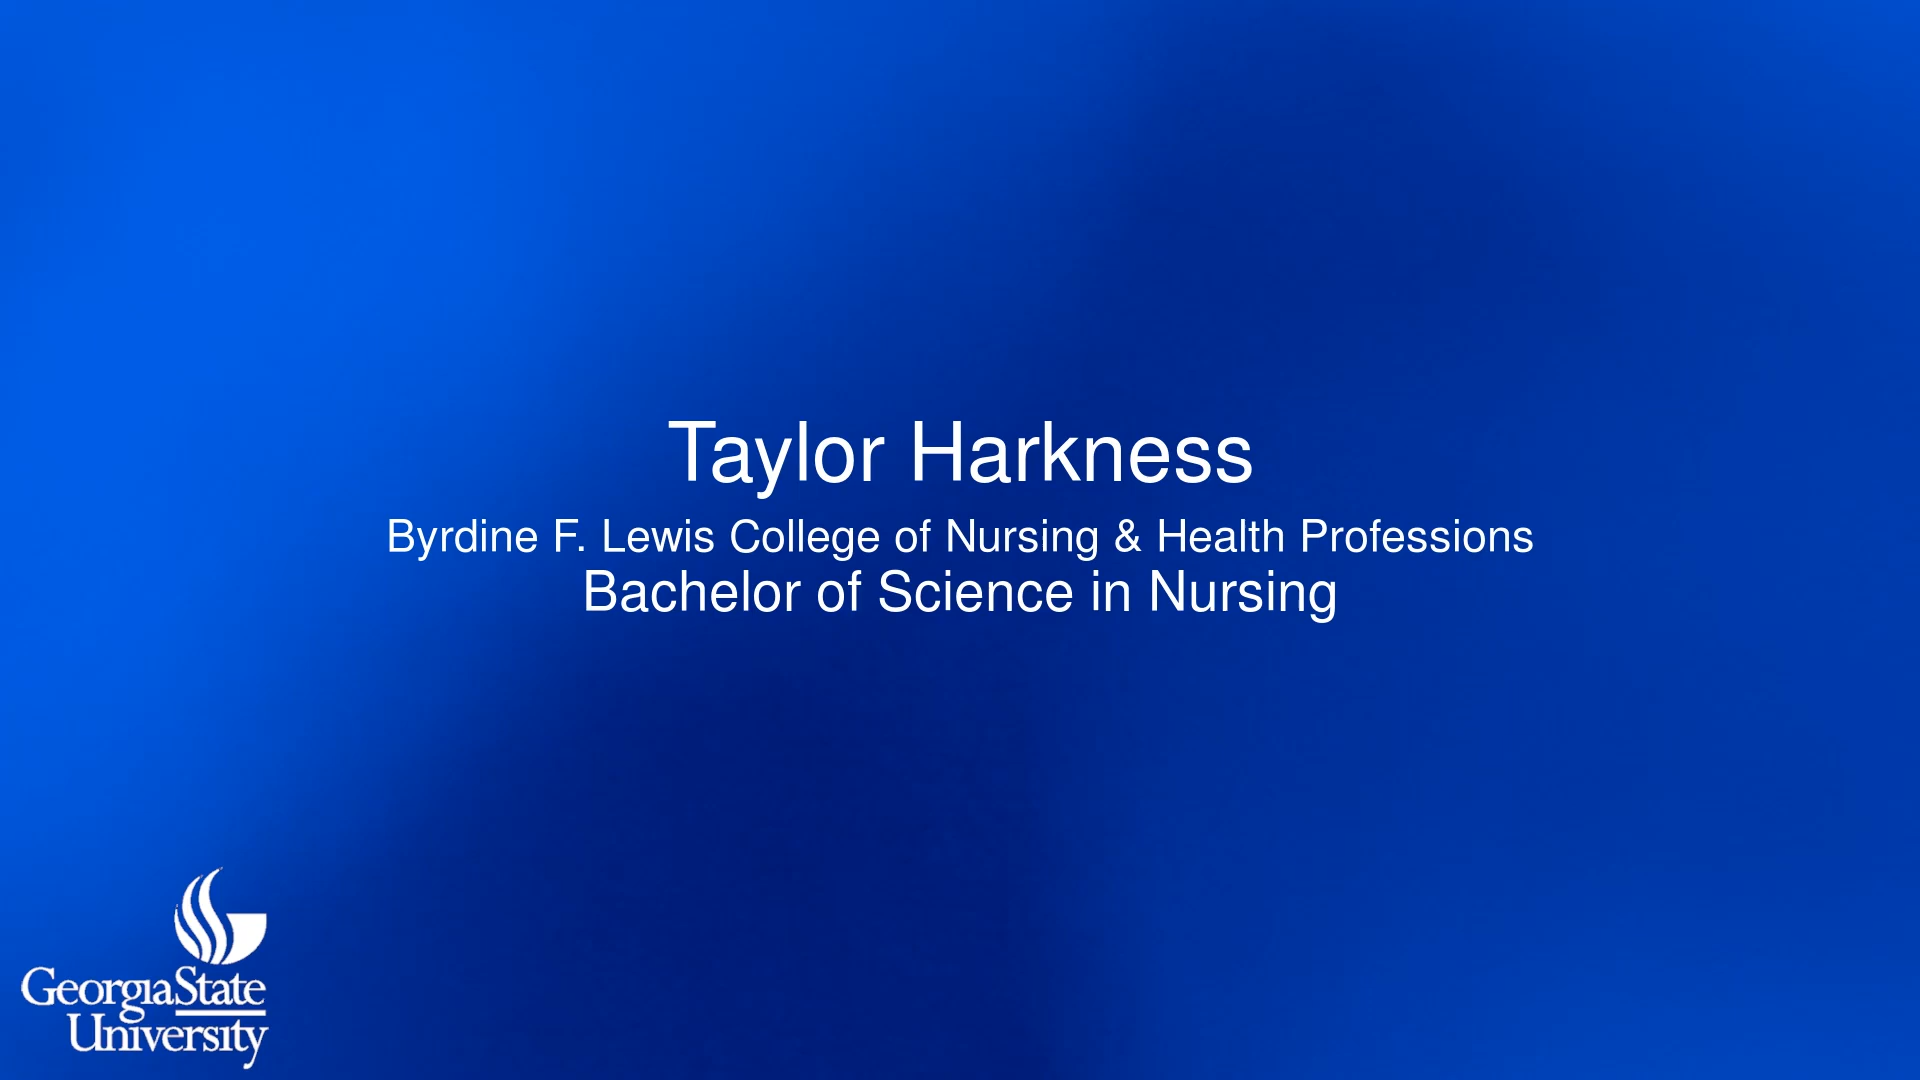 Taylor Harkness
Byrdine F. Lewis College of Nursing & Health Professions
Bachelor of Science in Nursing
GeorgiaState
University